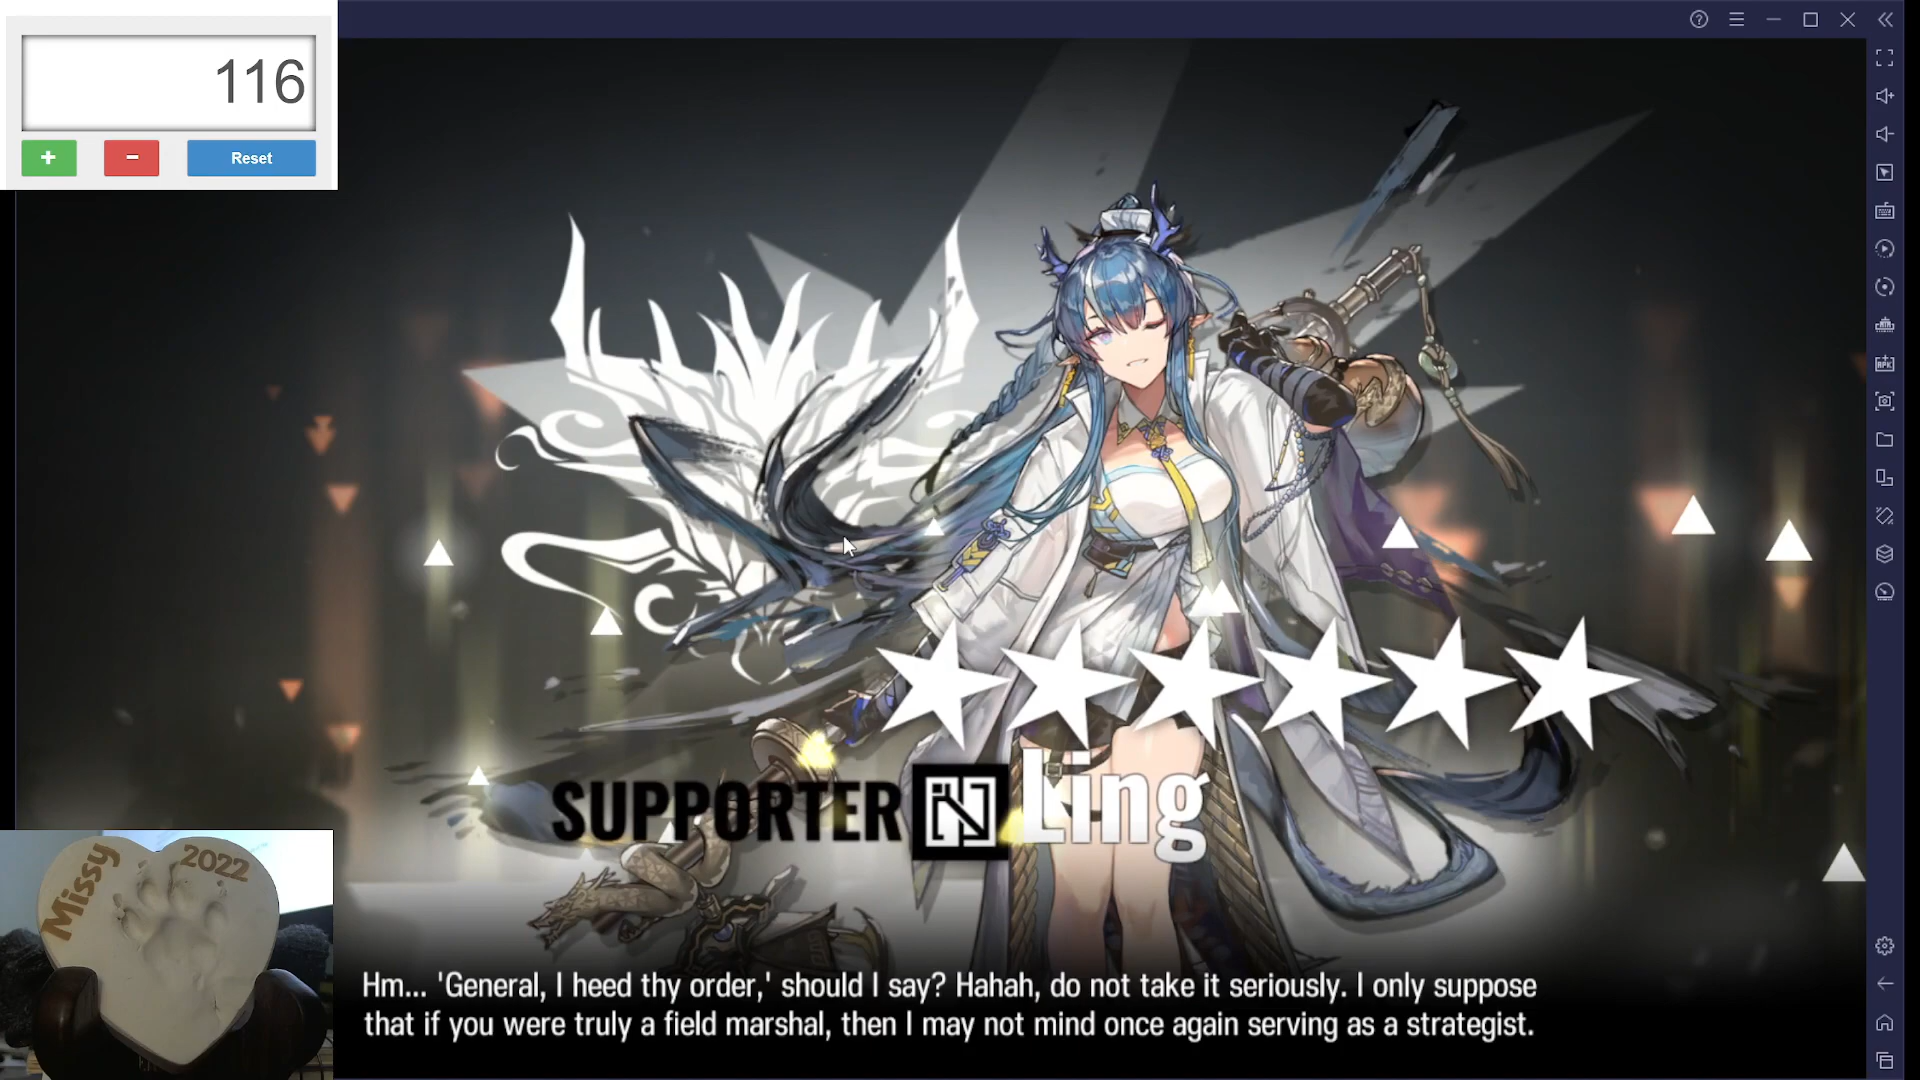 116
+
-
Reset
SUPPORTER Ling
Missy
2022
Hm... 'General, I heed thy order,' should I say? Hahah, do not take it seriously. I only suppose
that if you were truly a field marshal, then I may not mind once again serving as a strategist.